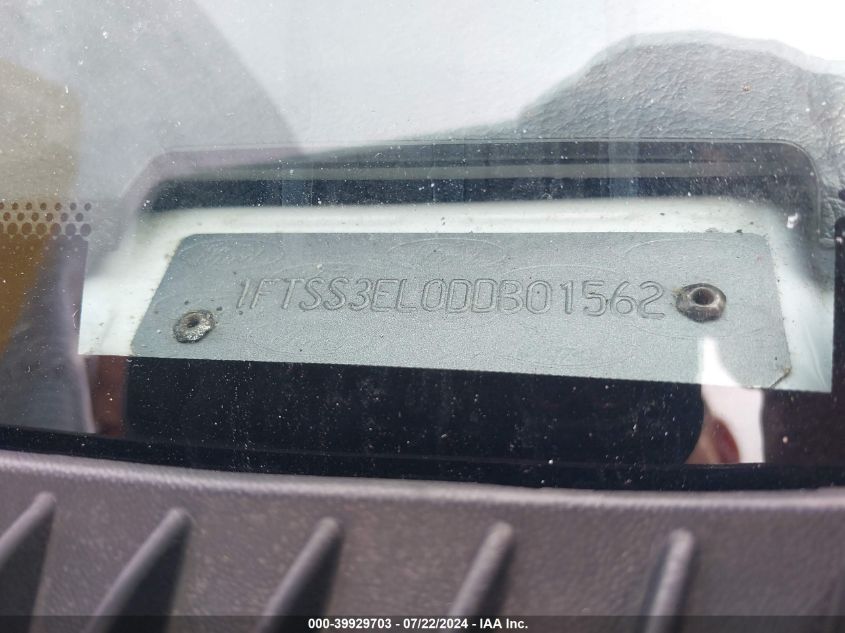 1FTSS3EL0DDB01562
000-39929703 - 07/22/2024 - IAA Inc.